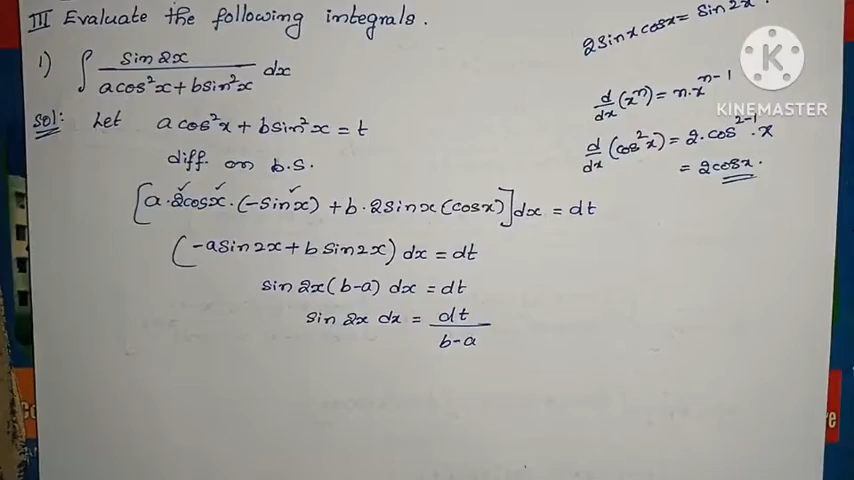 III Evaluate the following integrals.
1) ∫ sin2x / (acos²x + bsin²x) dx
Sol: Let acos²x + bsin²x = t
diff. on b.s.
[a·2cosx·(-sinx) + b·2sinx(cosx)]dx = dt
(-asin2x + bsin2x) dx = dt
sin2x(b-a) dx = dt
sin2x dx = dt / (b-a)
2sinxcosx = sin2x.
d/dx (xⁿ) = n·xⁿ⁻¹
d/dx (cos²x) = 2·cos²⁻¹·x
= 2cosx.
KINEMASTER